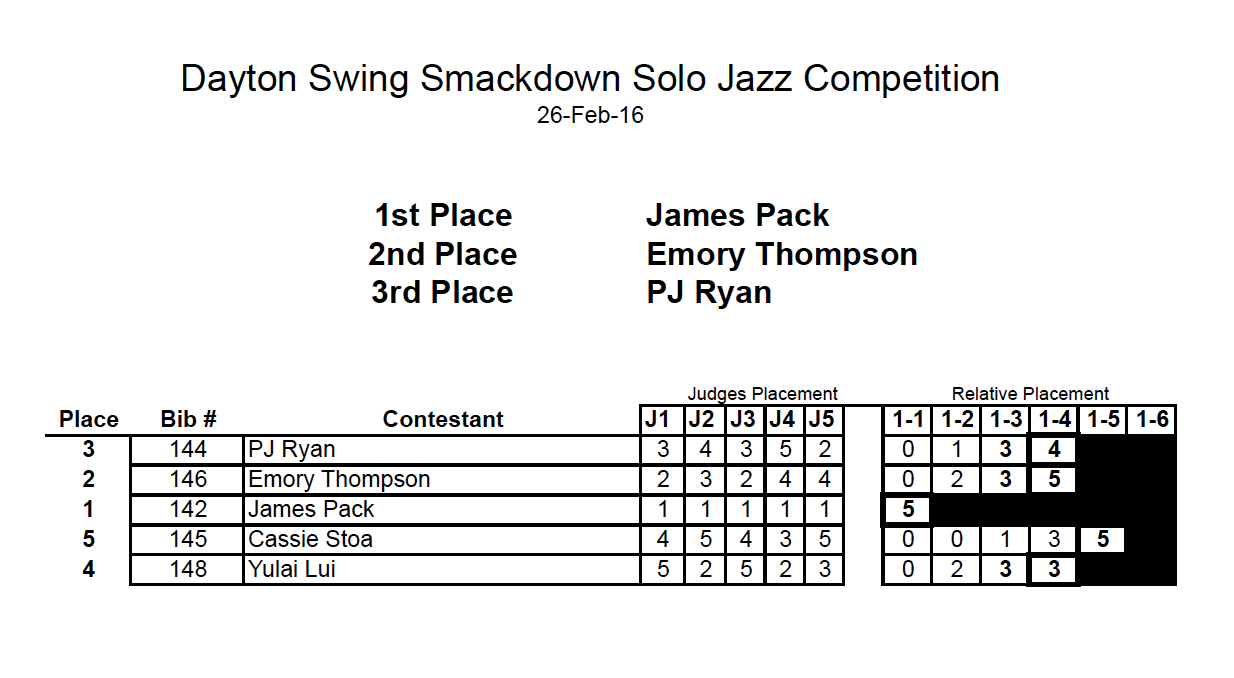 Dayton Swing Smackdown Solo Jazz Competition
26-Feb-16
1st Place James Pack
2nd Place Emory Thompson
3rd Place PJ Ryan
Judges Placement Relative Placement
Place Bib # Contestant J1 J2 J3 J4 J5 1-1 1-2 1-3 1-4 1-5 1-6
3 144 PJ Ryan 3 4 3 5 2 0 1 3 4
2 146 Emory Thompson 2 3 2 4 4 0 2 3 5
1 142 James Pack 1 1 1 1 1 5
5 145 Cassie Stoa 4 5 4 3 5 0 0 1 3 5
4 148 Yulai Lui 5 2 5 2 3 0 2 3 3